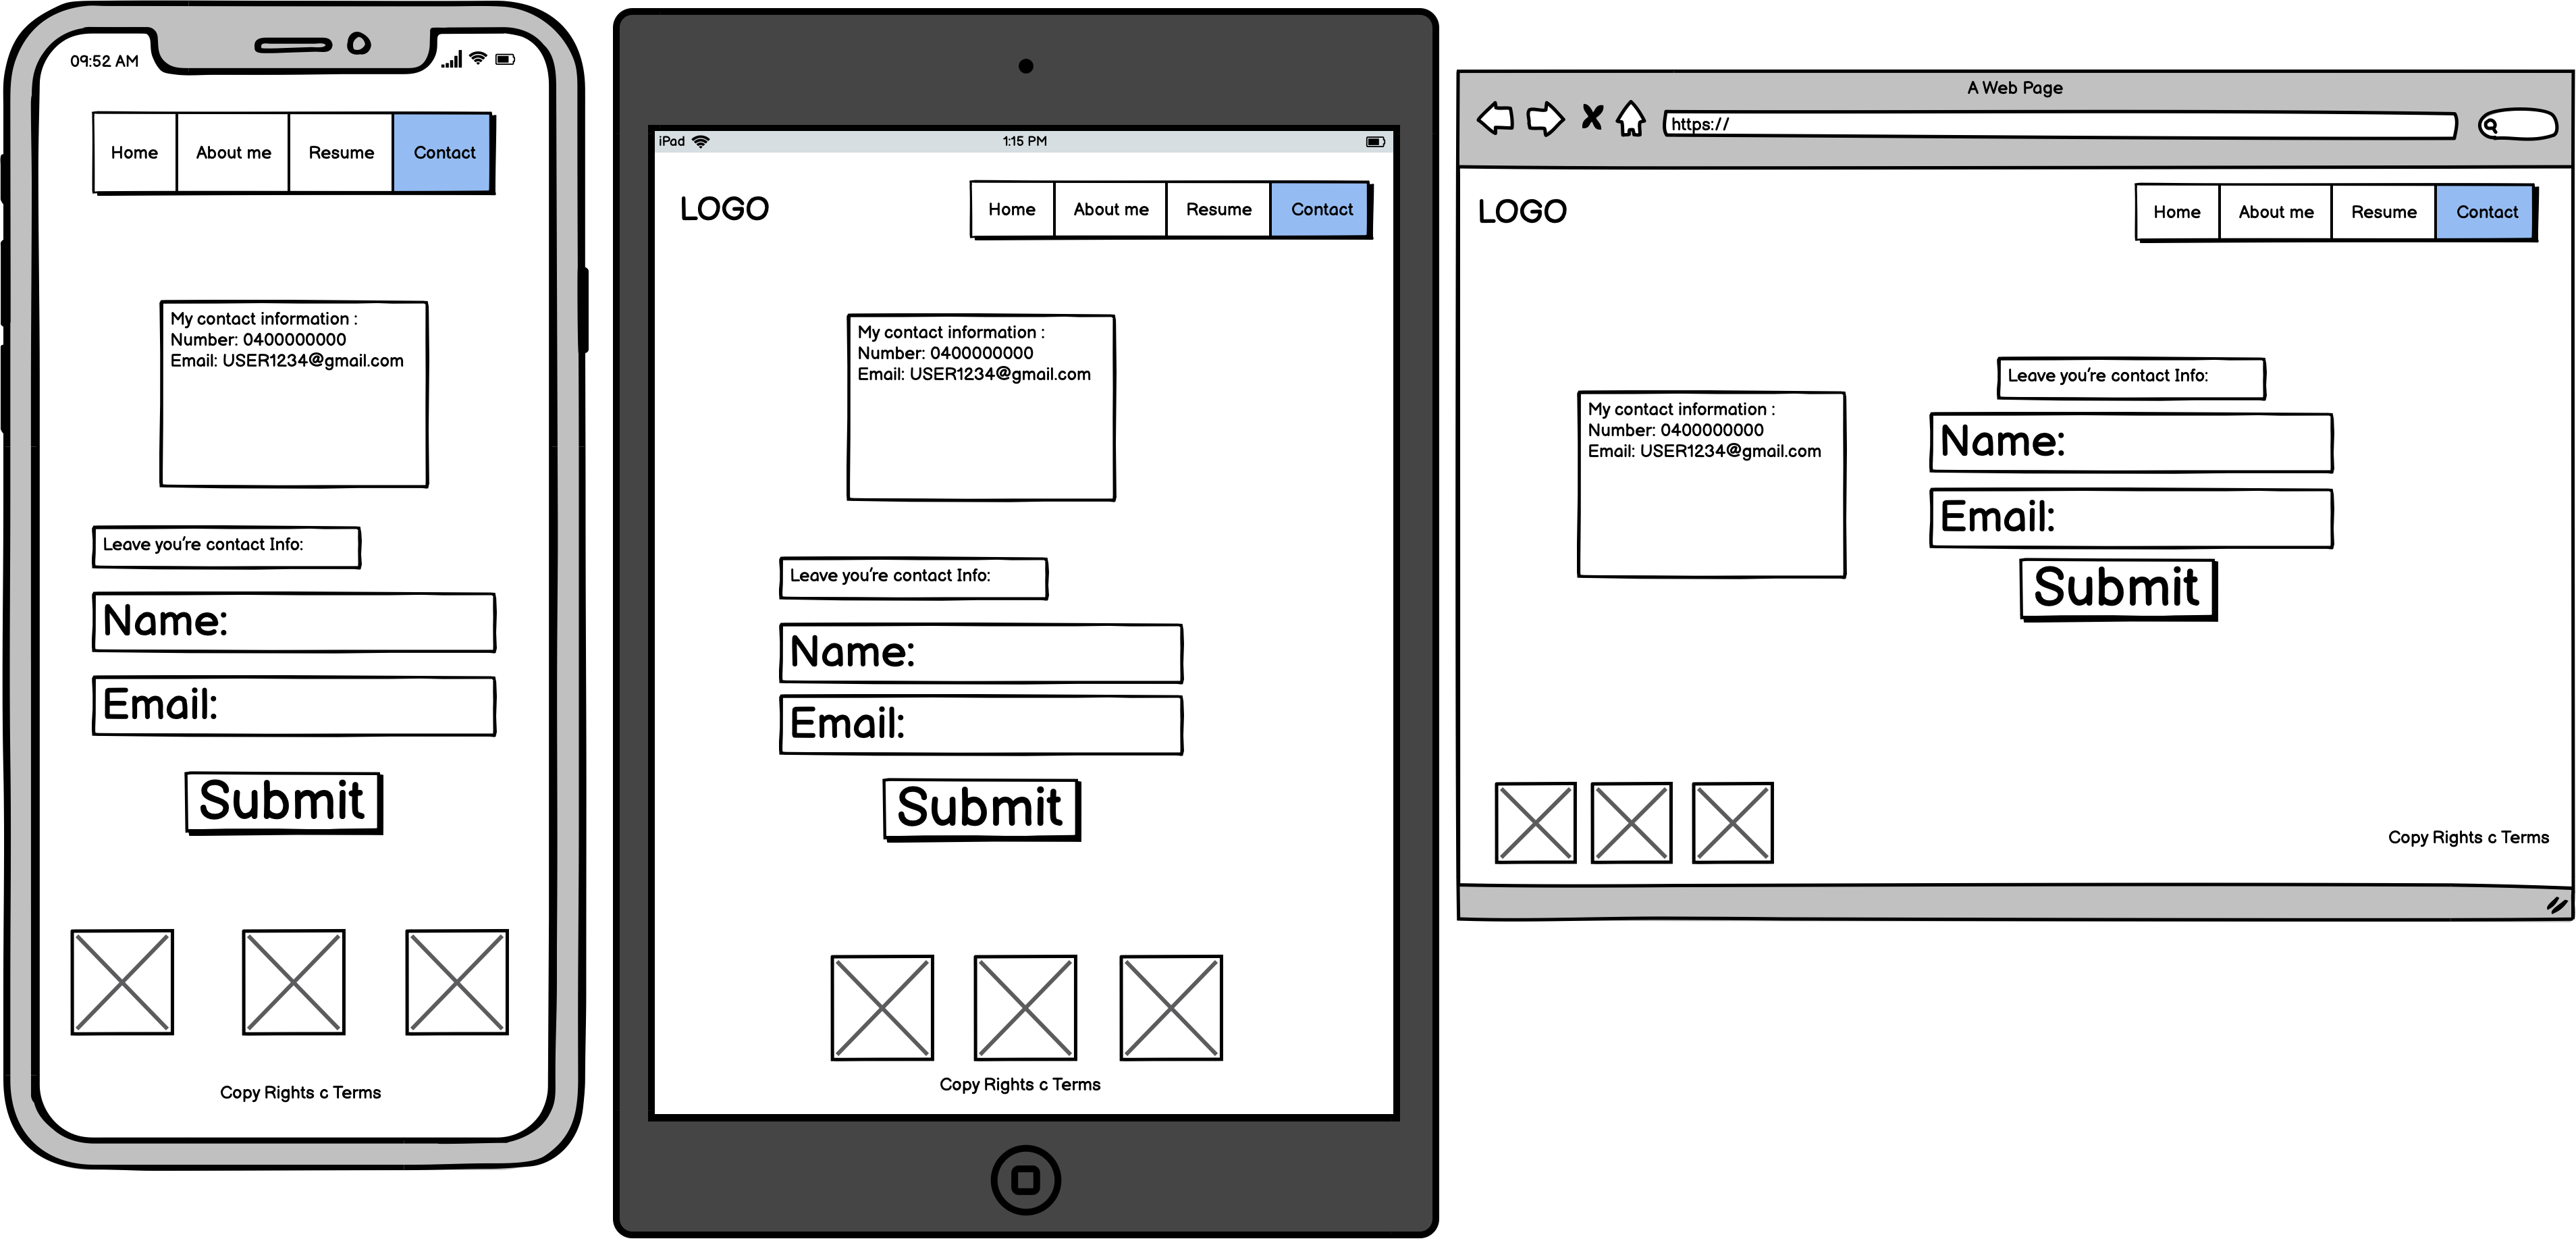 09:52 AM
Home About me Resume Contact
My contact information :
Number: 0400000000
Email: USER1234@gmail.com
Leave you're contact Info:
Name:
Email:
Submit
Copy Rights c Terms
iPad 1:15 PM
LOGO Home About me Resume Contact
My contact information :
Number: 0400000000
Email: USER1234@gmail.com
Leave you're contact Info:
Name:
Email:
Submit
Copy Rights c Terms
A Web Page
https://
LOGO Home About me Resume Contact
My contact information :
Number: 0400000000
Email: USER1234@gmail.com
Leave you're contact Info:
Name:
Email:
Submit
Copy Rights c Terms